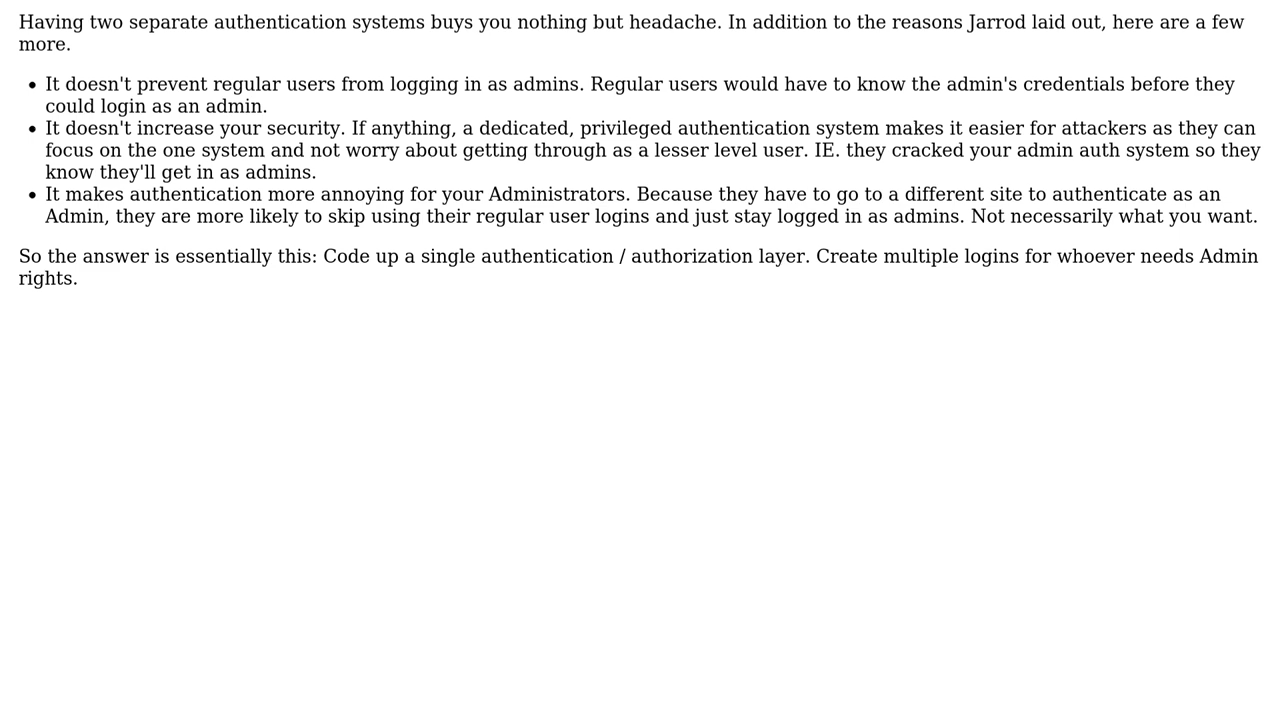 Having two separate authentication systems buys you nothing but headache. In addition to the reasons Jarrod laid out, here are a few
more.
• It doesn't prevent regular users from logging in as admins. Regular users would have to know the admin's credentials before they
could login as an admin.
• It doesn't increase your security. If anything, a dedicated, privileged authentication system makes it easier for attackers as they can
focus on the one system and not worry about getting through as a lesser level user. IE. they cracked your admin auth system so they
know they'll get in as admins.
• It makes authentication more annoying for your Administrators. Because they have to go to a different site to authenticate as an
Admin, they are more likely to skip using their regular user logins and just stay logged in as admins. Not necessarily what you want.
So the answer is essentially this: Code up a single authentication / authorization layer. Create multiple logins for whoever needs Admin
rights.